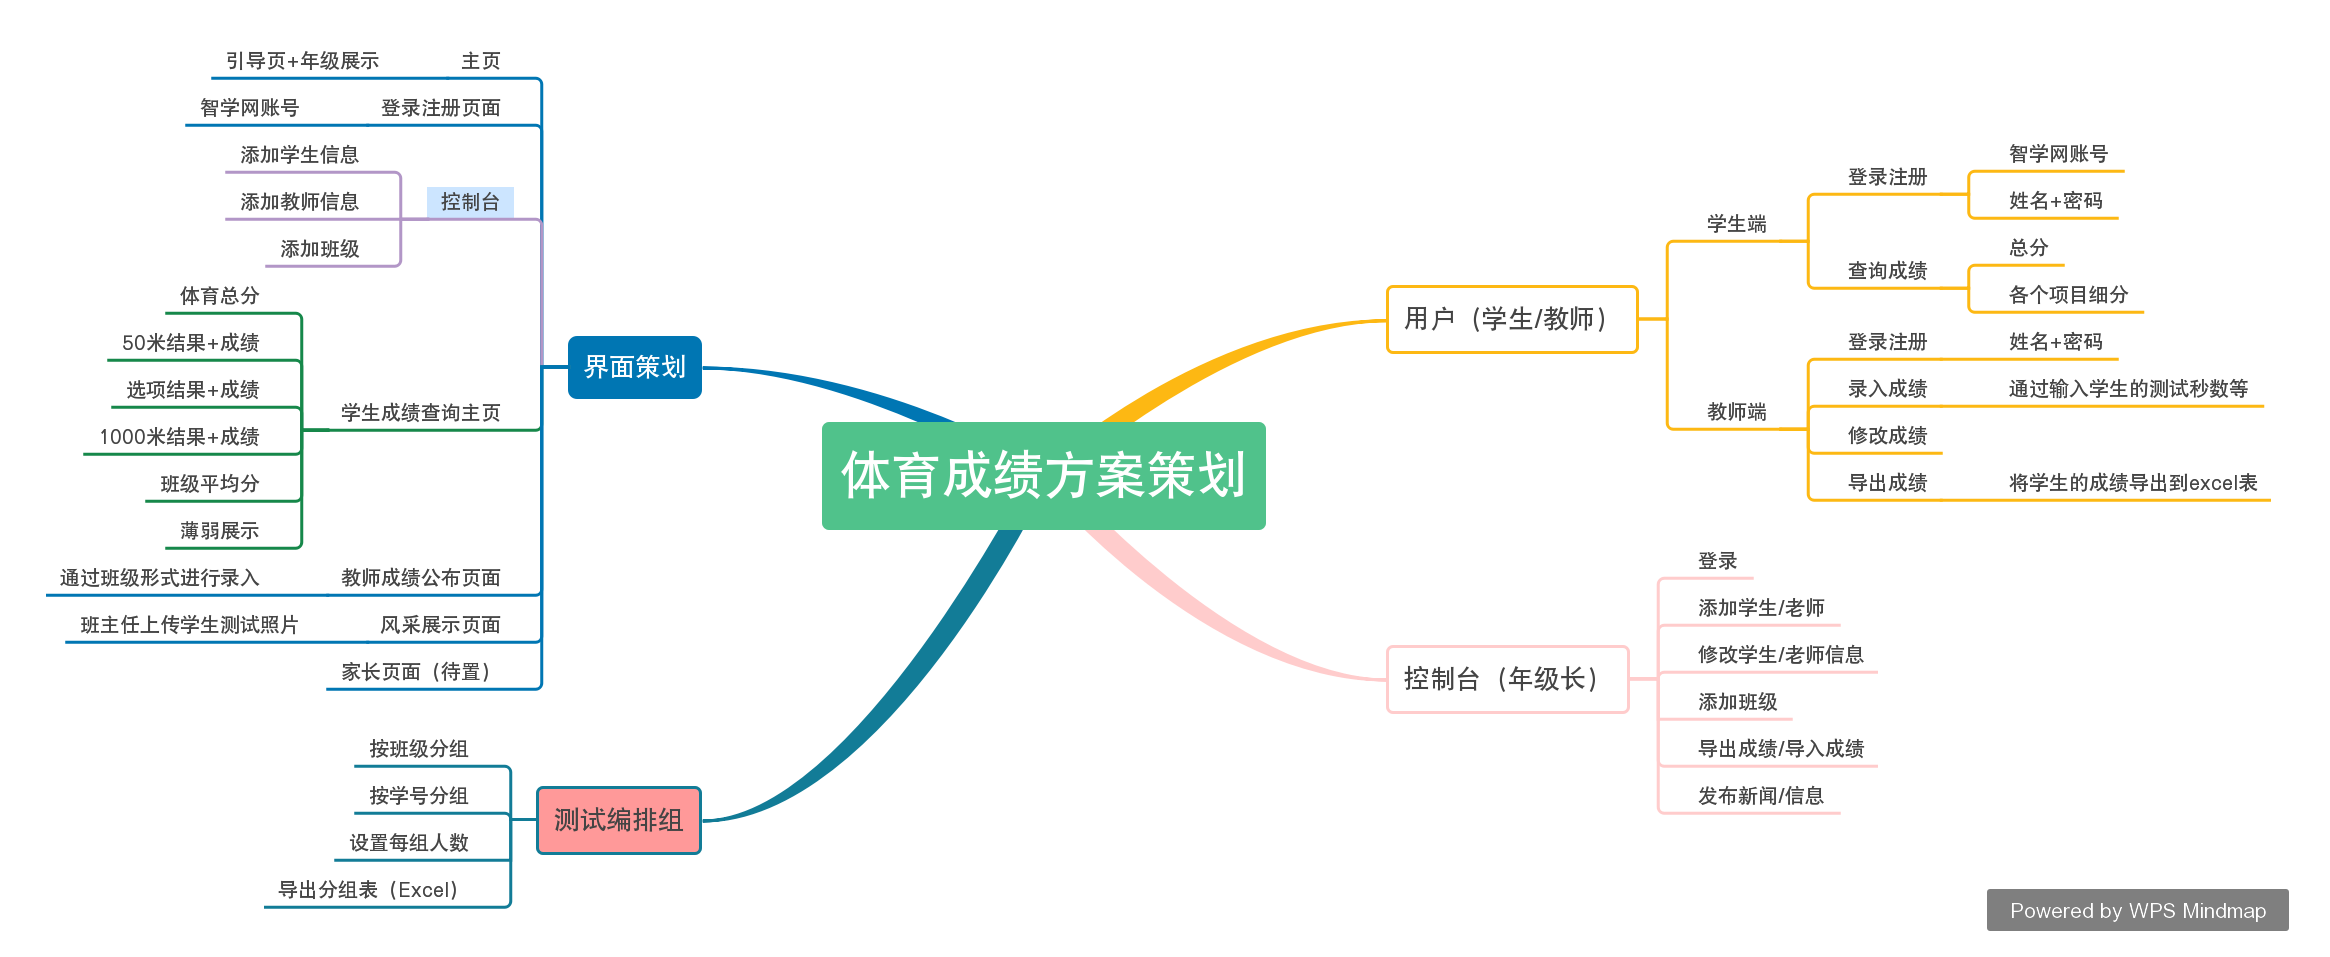 体育成绩方案策划
用户（学生/教师）
学生端
登录注册
智学网账号
姓名+密码
查询成绩
总分
各个项目细分
教师端
登录注册
姓名+密码
录入成绩
通过输入学生的测试秒数等
修改成绩
导出成绩
将学生的成绩导出到excel表
控制台（年级长）
登录
添加学生/老师
修改学生/老师信息
添加班级
导出成绩/导入成绩
发布新闻/信息
界面策划
主页
引导页+年级展示
登录注册页面
智学网账号
控制台
添加学生信息
添加教师信息
添加班级
学生成绩查询主页
体育总分
50米结果+成绩
选项结果+成绩
1000米结果+成绩
班级平均分
薄弱展示
教师成绩公布页面
通过班级形式进行录入
风采展示页面
班主任上传学生测试照片
家长页面（待置）
测试编排组
按班级分组
按学号分组
设置每组人数
导出分组表（Excel）
Powered by WPS Mindmap